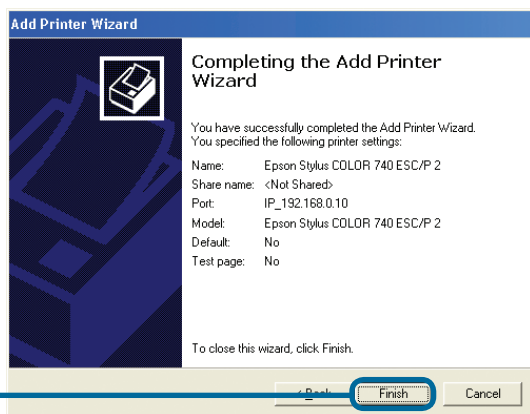 Add Printer Wizard
Completing the Add Printer
Wizard
You have successfully completed the Add Printer Wizard.
You specified the following printer settings:
Name: Epson Stylus COLOR 740 ESC/P 2
Share name: <Not Shared>
Port: IP_192.168.0.10
Model: Epson Stylus COLOR 740 ESC/P 2
Default: No
Test page: No
To close this wizard, click Finish.
< Back Finish Cancel